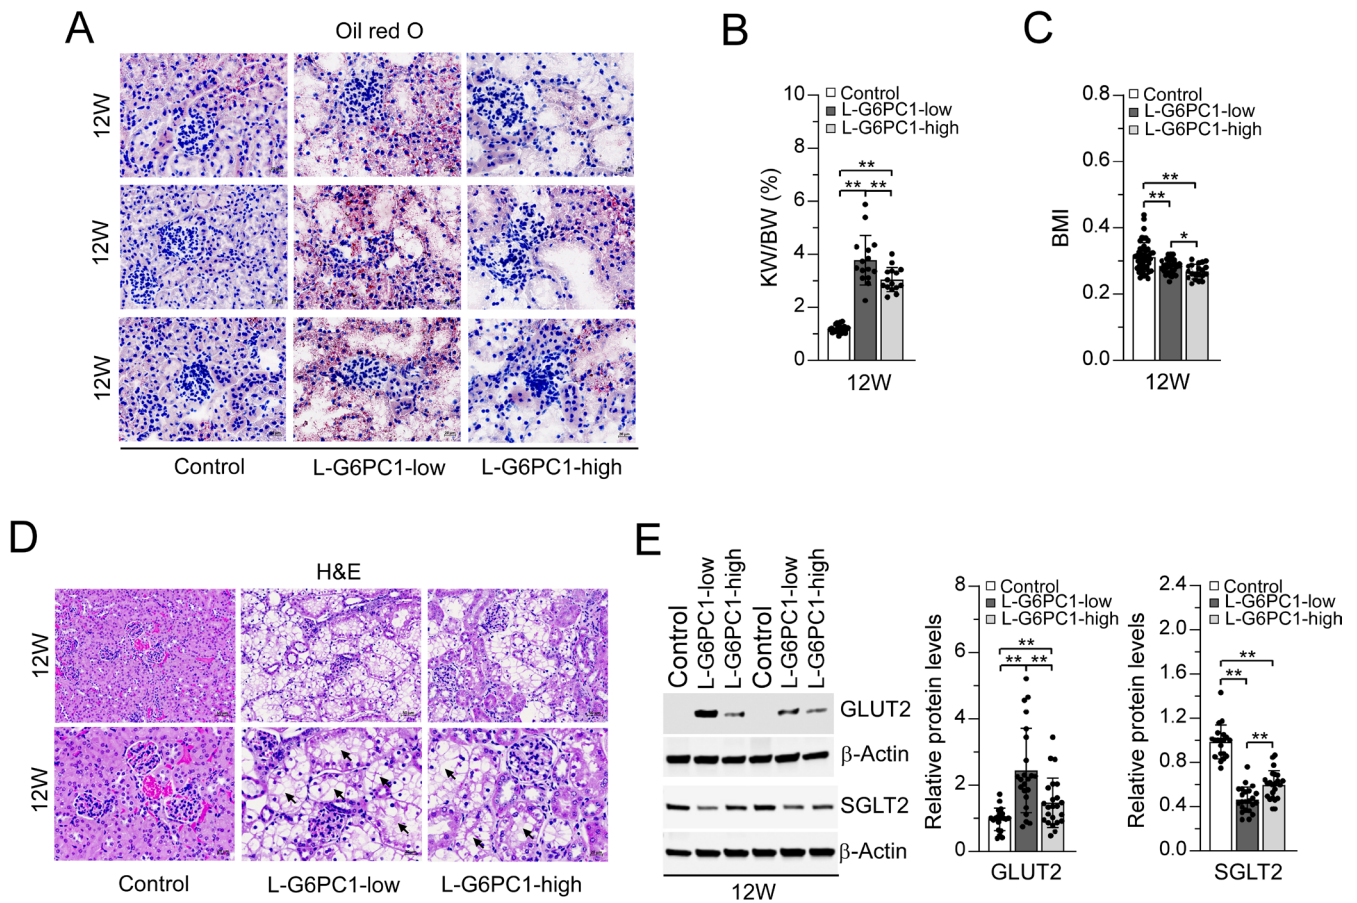 A
Oil red O
12W
12W
12W
Control
L-G6PC1-low
L-G6PC1-high
B
Control
L-G6PC1-low
L-G6PC1-high
KW/BW (%)
10
8
6
4
2
0
** 
** **
12W
C
Control
L-G6PC1-low
L-G6PC1-high
BMI
0.8
0.6
0.4
0.2
0.0
**
**
*
12W
D
H&E
12W
12W
Control
L-G6PC1-low
L-G6PC1-high
E
Control
L-G6PC1-low
L-G6PC1-high
Control
L-G6PC1-low
L-G6PC1-high
GLUT2
β-Actin
SGLT2
β-Actin
12W
Control
L-G6PC1-low
L-G6PC1-high
Relative protein levels
8
6
4
2
0
**
** **
GLUT2
Control
L-G6PC1-low
L-G6PC1-high
Relative protein levels
2.4
2.0
1.6
1.2
0.8
0.4
0.0
**
**
**
SGLT2